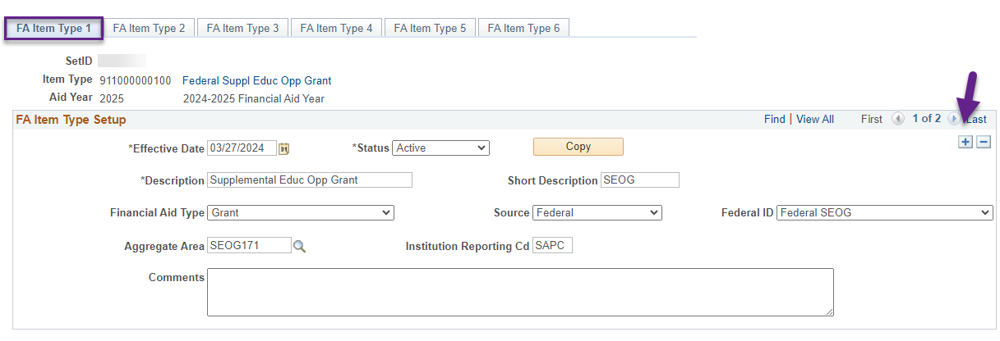 FA Item Type 1 FA Item Type 2 FA Item Type 3 FA Item Type 4 FA Item Type 5 FA Item Type 6
SetID
Item Type 911000000100 Federal Suppl Educ Opp Grant
Aid Year 2025 2024-2025 Financial Aid Year
FA Item Type Setup Find | View All First 1 of 2 Last
*Effective Date 03/27/2024 31 *Status Active Copy + −
*Description Supplemental Educ Opp Grant Short Description SEOG
Financial Aid Type Grant Source Federal Federal ID Federal SEOG
Aggregate Area SEOG171 Institution Reporting Cd SAPC
Comments